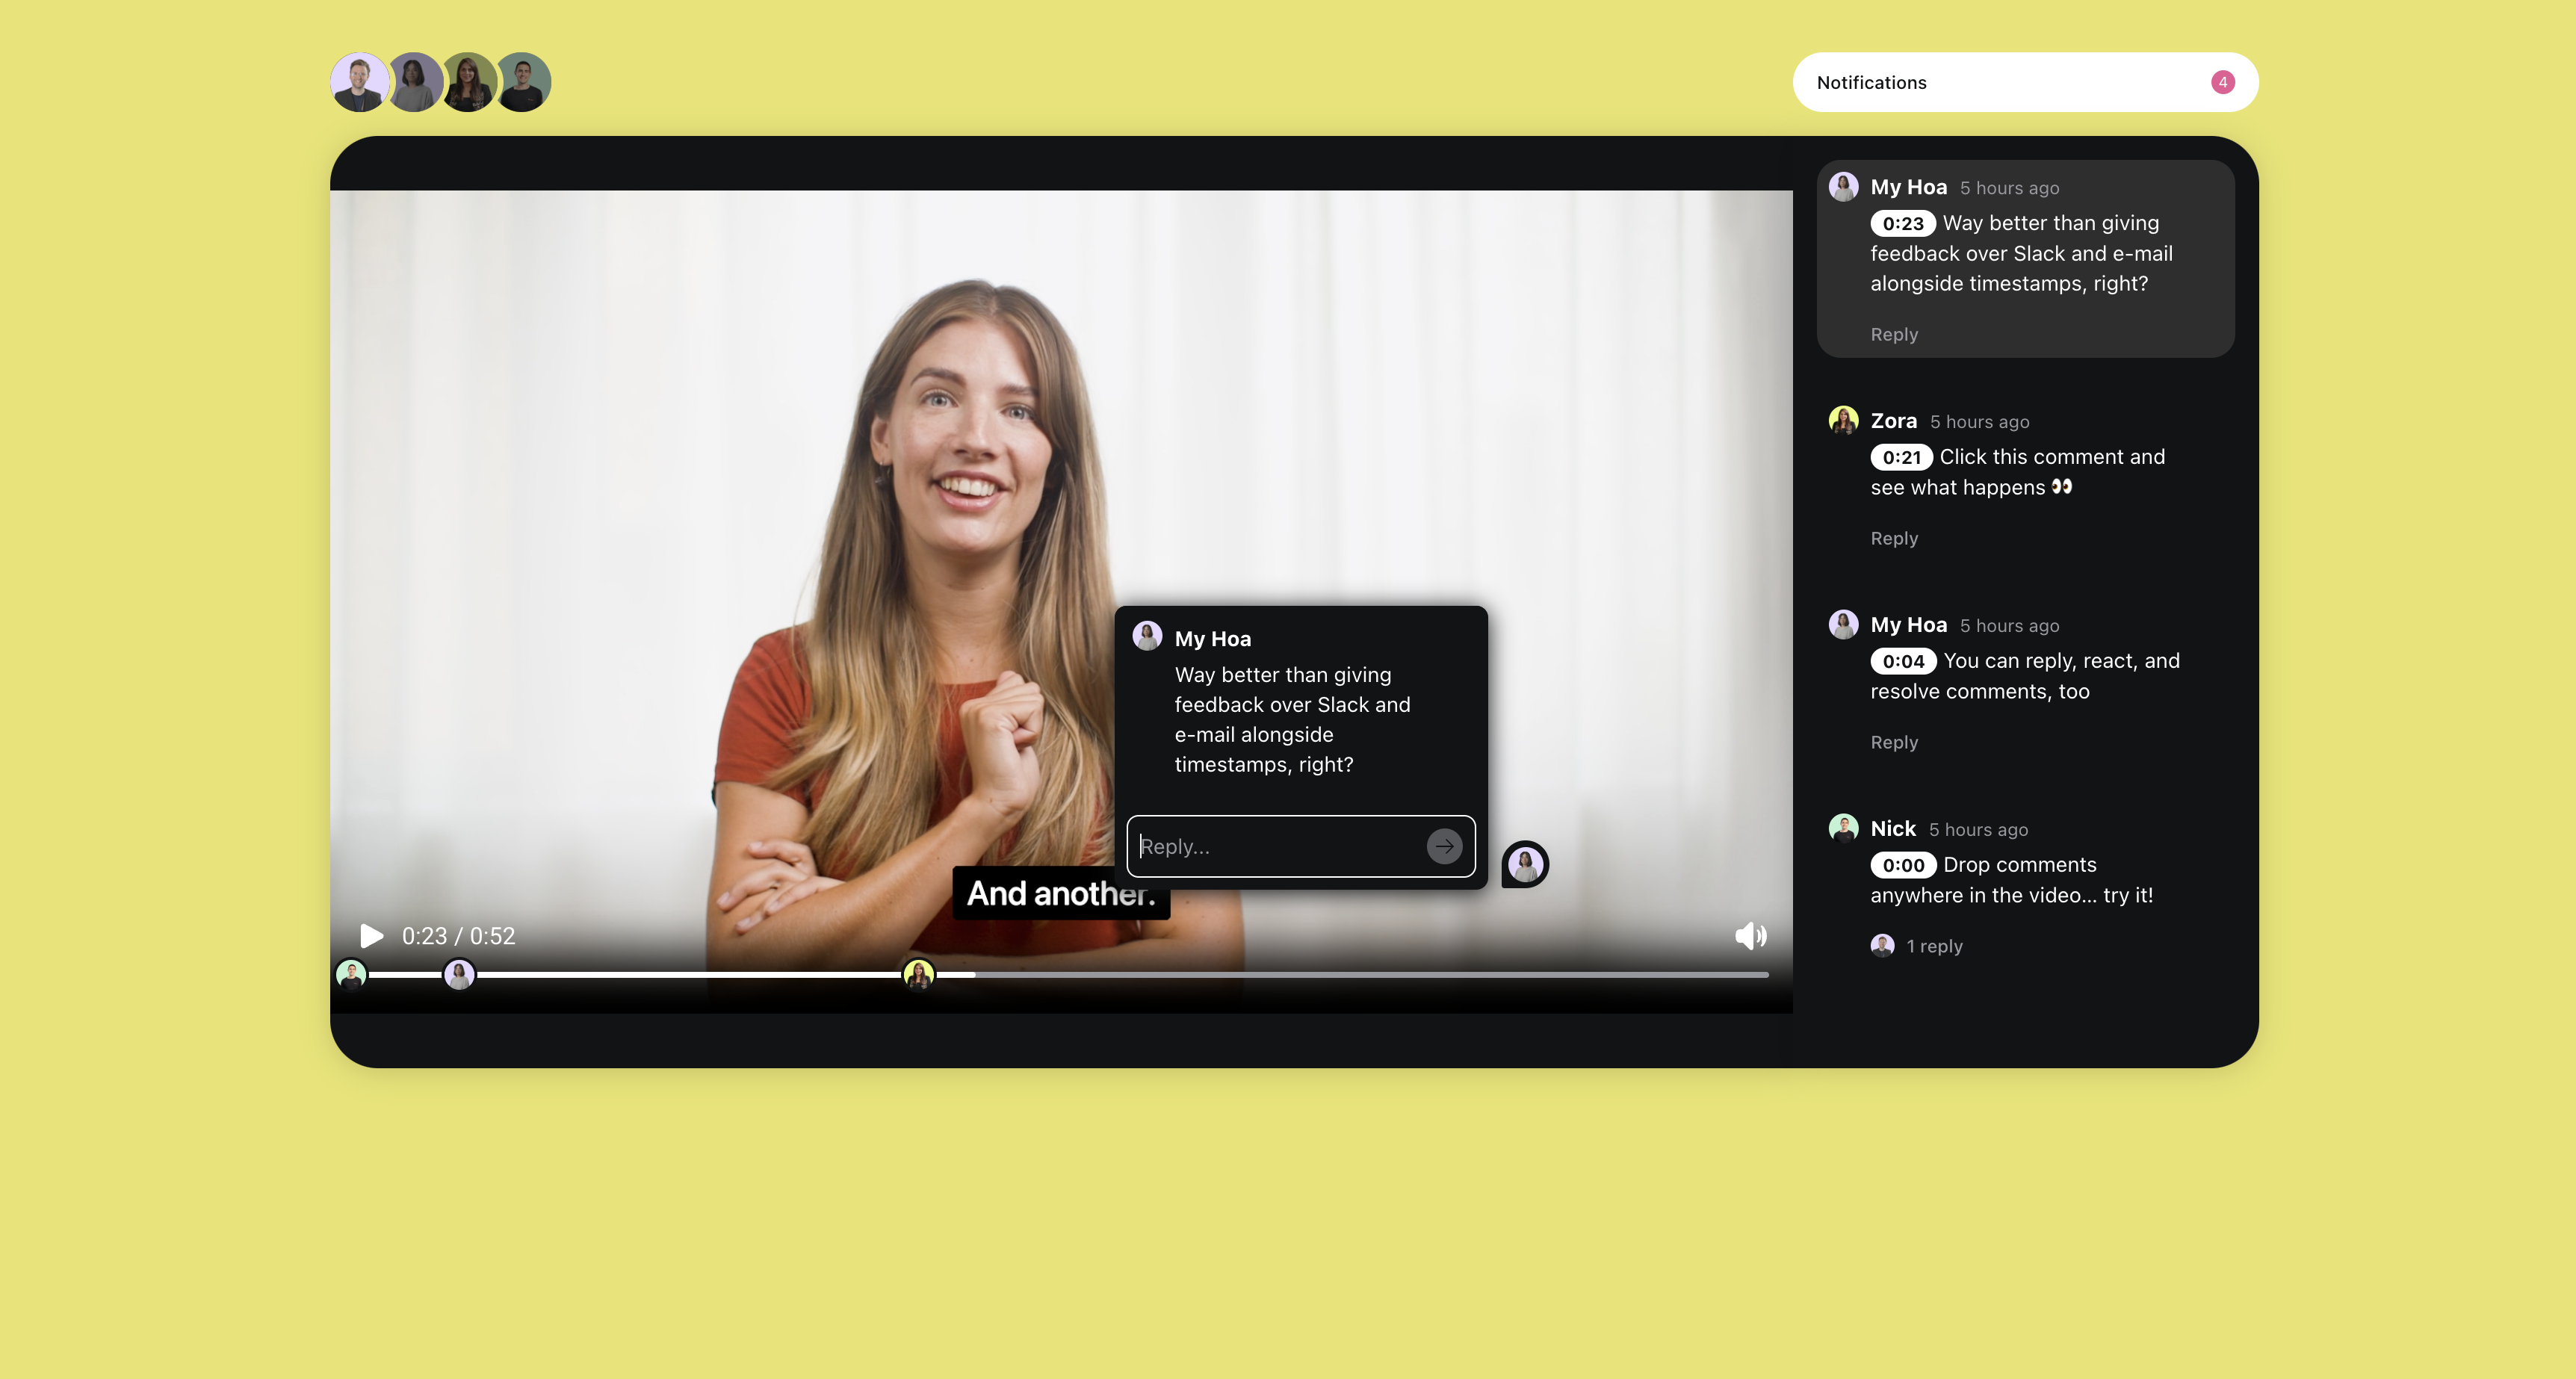 Notifications
4
My Hoa 5 hours ago
0:23 Way better than giving
feedback over Slack and e-mail
alongside timestamps, right?
Reply
Zora 5 hours ago
0:21 Click this comment and
see what happens 👀
Reply
My Hoa 5 hours ago
0:04 You can reply, react, and
resolve comments, too
Reply
Nick 5 hours ago
0:00 Drop comments
anywhere in the video... try it!
1 reply
My Hoa
Way better than giving
feedback over Slack and
e-mail alongside
timestamps, right?
Reply...
And another.
0:23 / 0:52